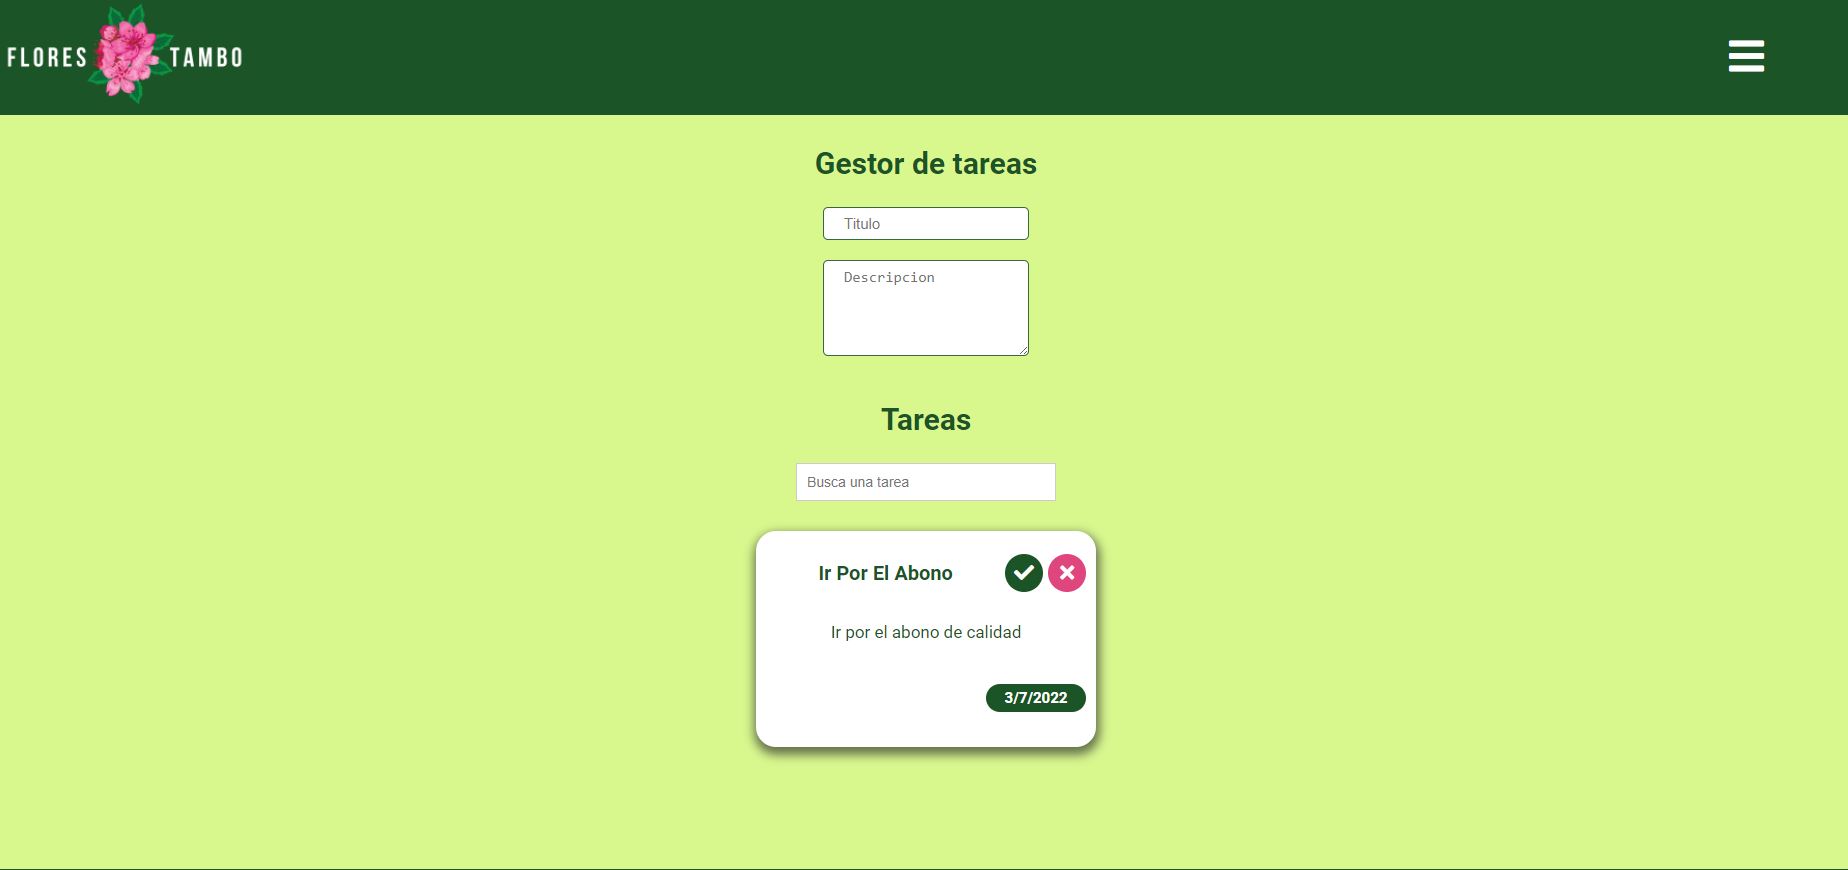 FLORES TAMBO
Gestor de tareas
Titulo
Descripcion
Tareas
Busca una tarea
Ir Por El Abono
Ir por el abono de calidad
3/7/2022